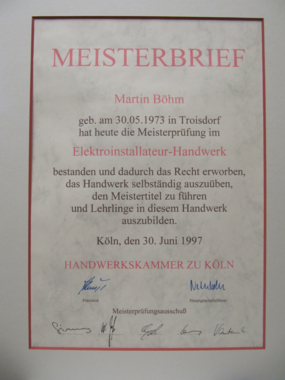 MEISTERBRIEF
Martin Böhm
geb. am 30.05.1973 in Troisdorf
hat heute die Meisterprüfung im
Elektroinstallateur-Handwerk
bestanden und dadurch das Recht erworben,
das Handwerk selbständig auszuüben,
den Meistertitel zu führen
und Lehrlinge in diesem Handwerk
auszubilden.
Köln, den 30. Juni 1997
HANDWERKSKAMMER ZU KÖLN
Präsident Hauptgeschäftsführer
Meisterprüfungsausschuß